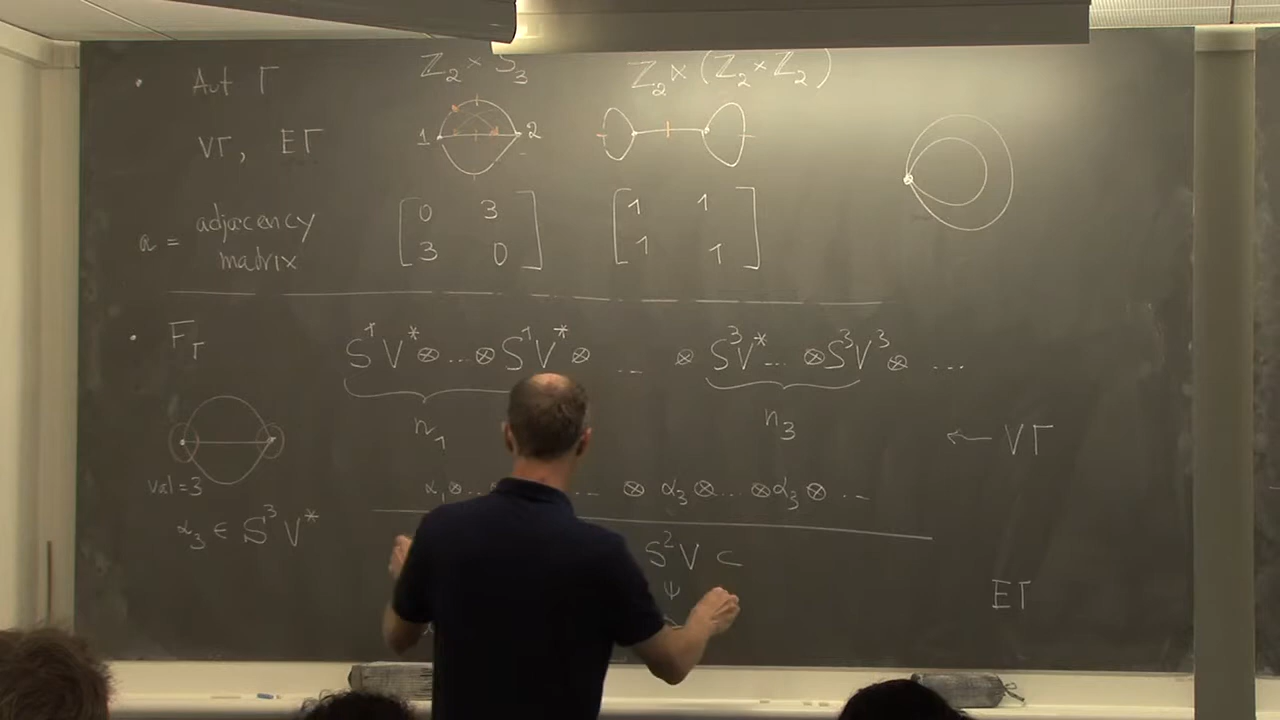 • Aut Γ ℤ₂ × S₃ ℤ₂ ⋉ (ℤ₂ × ℤ₂)
VΓ, EΓ 1 2
a = adjacency matrix [0 3 3 0] [1 1 1 1]
• F_Γ S¹V* ⊗ ... ⊗ S¹V* ⊗ ... ⊗ S³V* ... ⊗ S³V³ ⊗ ...
n₁ n₃ ← VΓ
val = 3 α₁ ⊗ .. ... ⊗ α₃ ⊗ ... ⊗ α₃ ⊗ ...
α₃ ∈ S³V*
S²V ⊂
Ψ EΓ